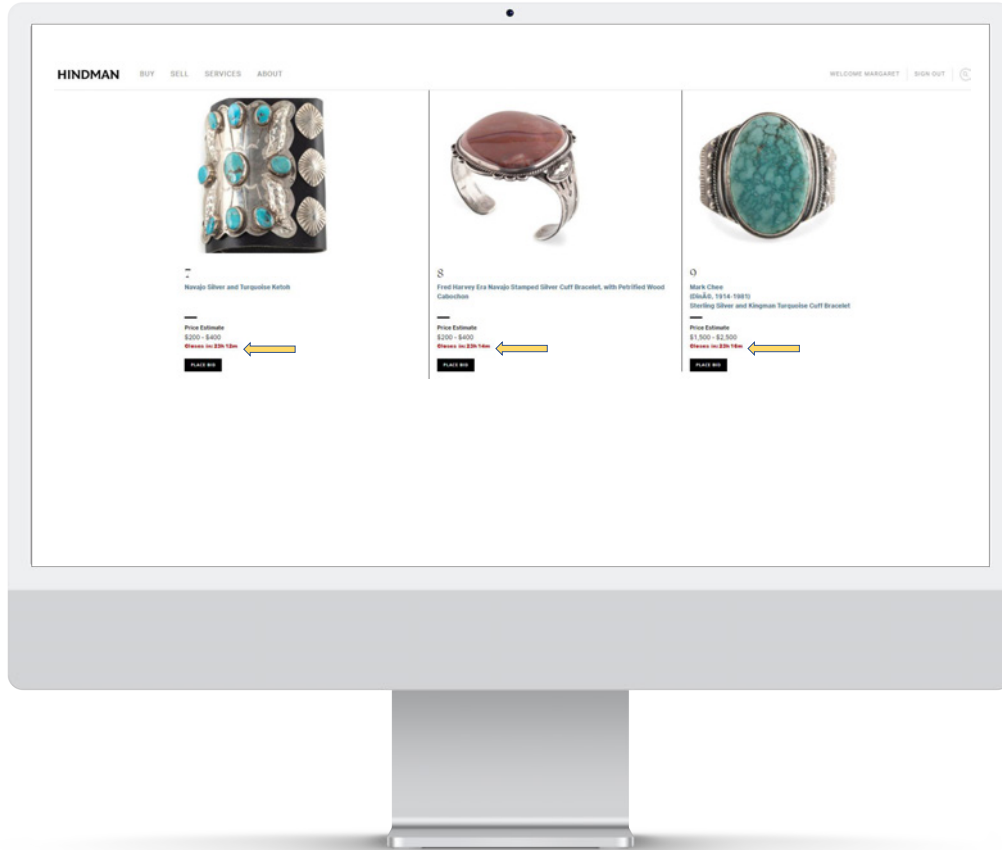 HINDMAN BUY SELL SERVICES ABOUT WELCOME MARGARET SIGN OUT
7
Navajo Silver and Turquoise Ketoh
Price Estimate
$200 - $400
Closes in: 23h 12m
PLACE BID
8
Fred Harvey Era Navajo Stamped Silver Cuff Bracelet, with Petrified Wood
Cabochon
Price Estimate
$200 - $400
Closes in: 23h 14m
PLACE BID
9
Mark Chee
(DinÃ©, 1914-1981)
Sterling Silver and Kingman Turquoise Cuff Bracelet
Price Estimate
$1,500 - $2,500
Closes in: 23h 16m
PLACE BID